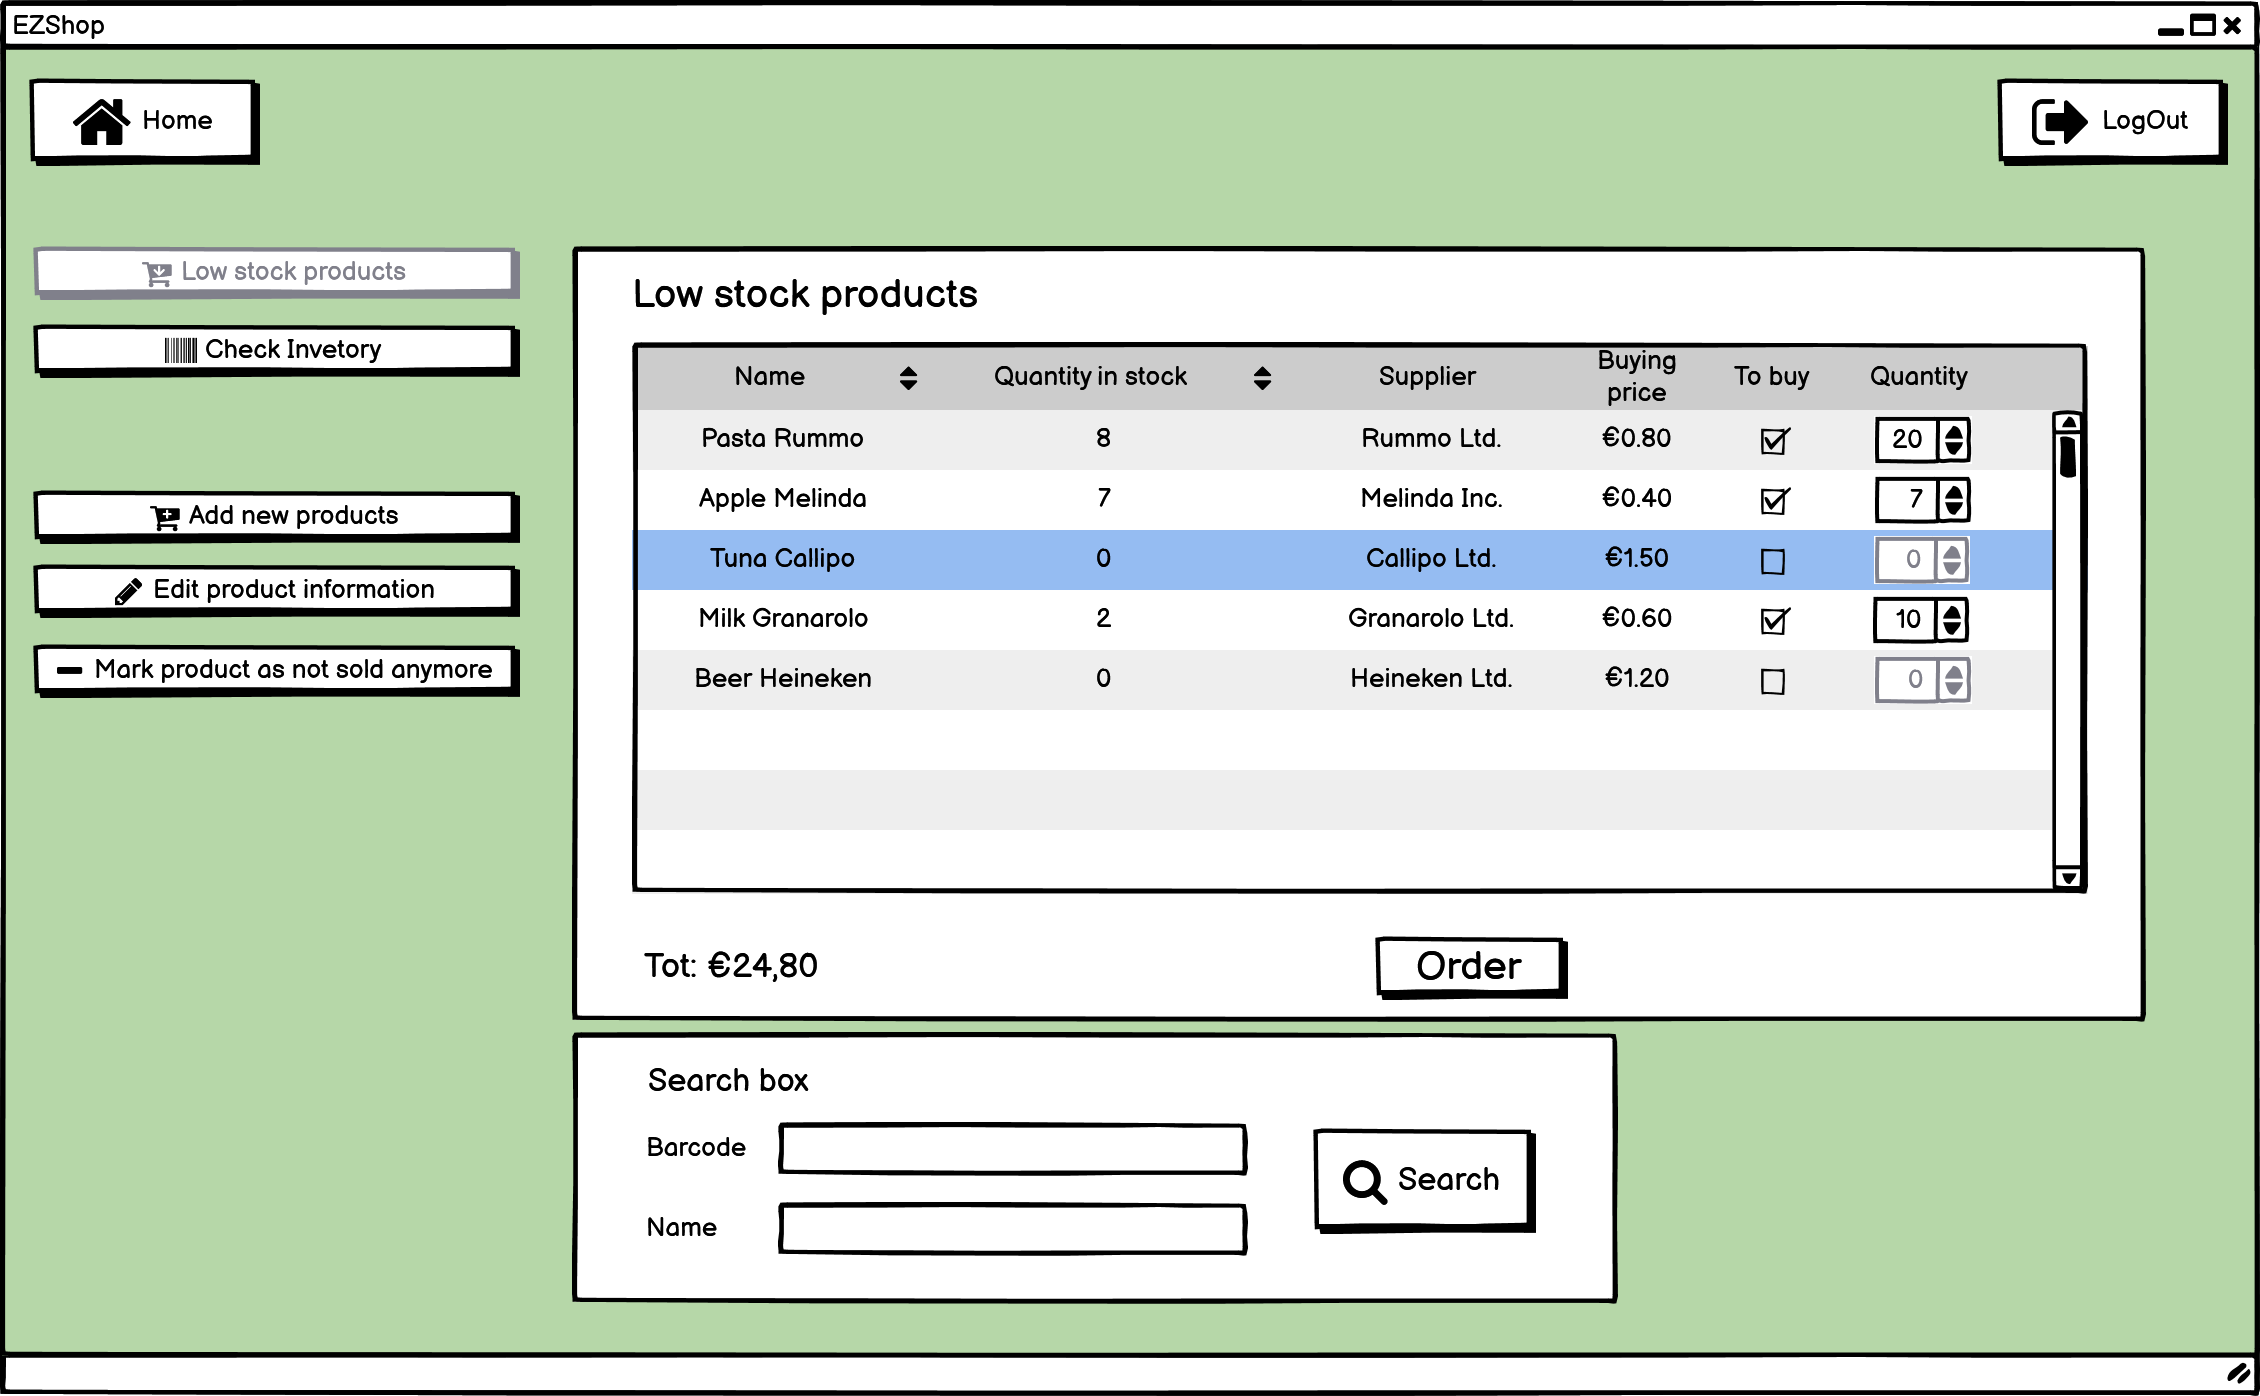 EZShop
Home
LogOut
Low stock products
Check Invetory
Add new products
Edit product information
Mark product as not sold anymore
Low stock products
Name Quantity in stock Supplier Buying price To buy Quantity
Pasta Rummo 8 Rummo Ltd. €0.80 20
Apple Melinda 7 Melinda Inc. €0.40 7
Tuna Callipo 0 Callipo Ltd. €1.50 0
Milk Granarolo 2 Granarolo Ltd. €0.60 10
Beer Heineken 0 Heineken Ltd. €1.20 0
Tot: €24,80
Order
Search box
Barcode
Name
Search